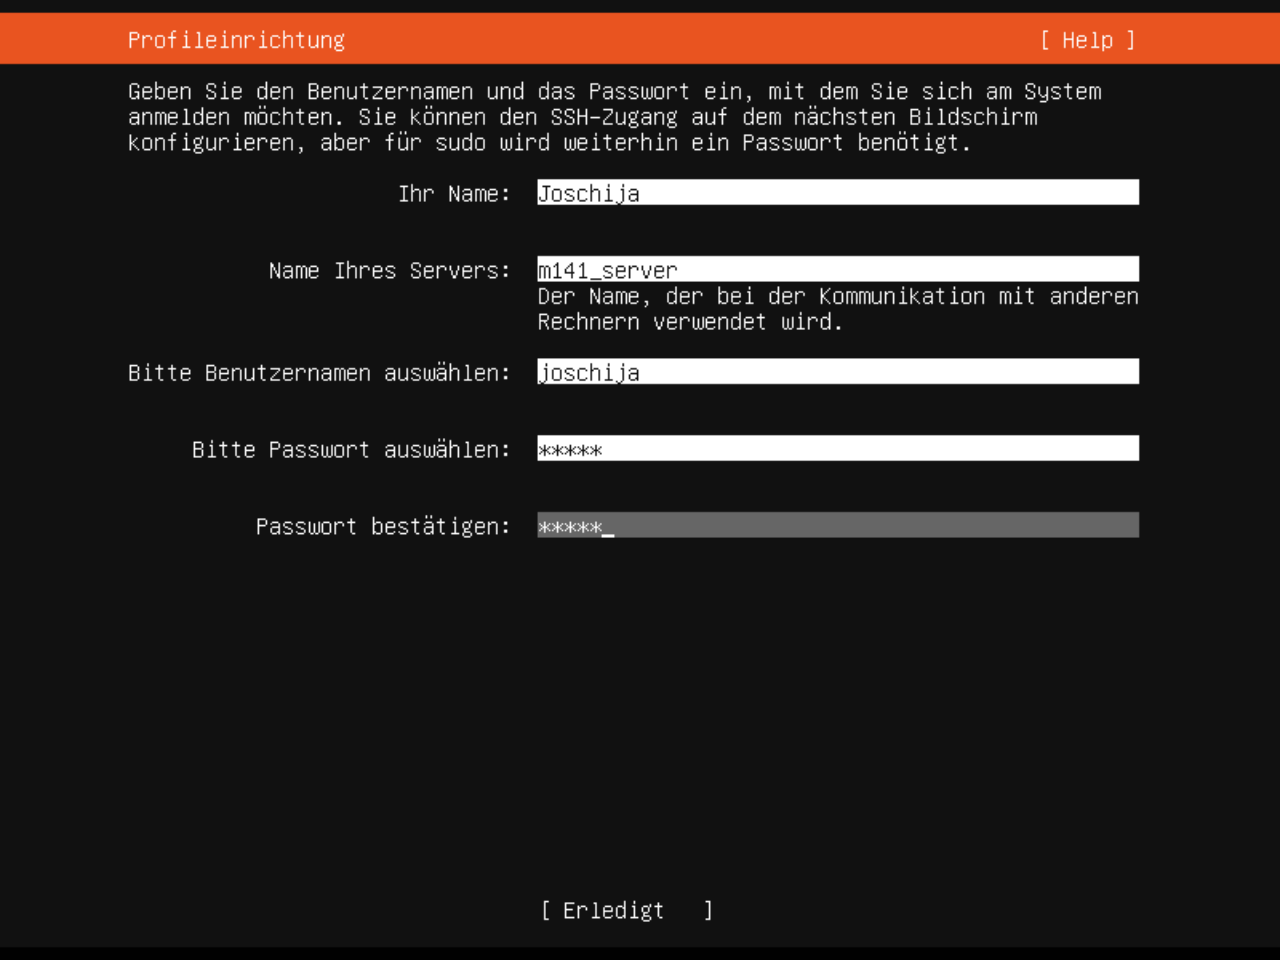 Profileinrichtung [ Help ]
Geben Sie den Benutzernamen und das Passwort ein, mit dem Sie sich am System
anmelden möchten. Sie können den SSH-Zugang auf dem nächsten Bildschirm
konfigurieren, aber für sudo wird weiterhin ein Passwort benötigt.
Ihr Name: Joschija
Name Ihres Servers: m141_server
Der Name, der bei der Kommunikation mit anderen
Rechnern verwendet wird.
Bitte Benutzernamen auswählen: joschija
Bitte Passwort auswählen: *****
Passwort bestätigen: *****_
[ Erledigt ]